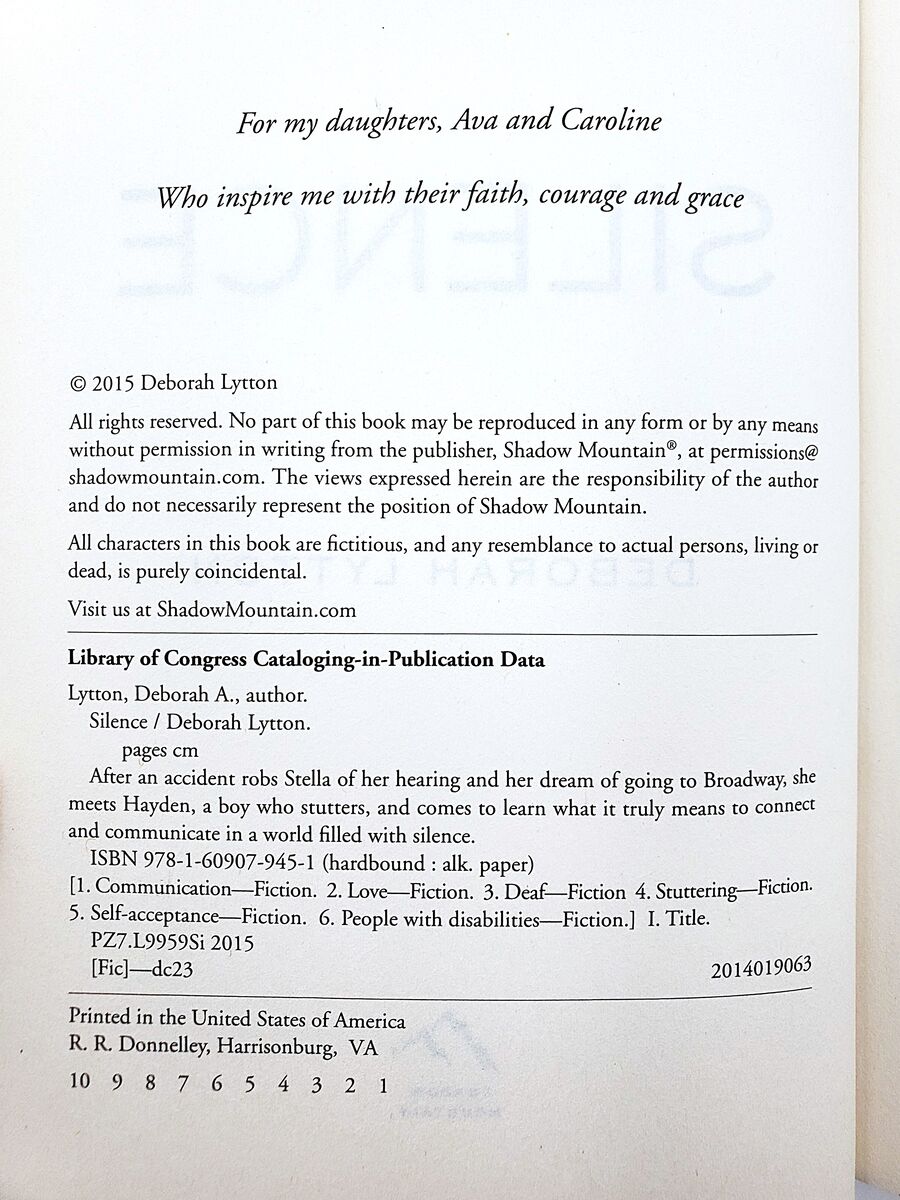 For my daughters, Ava and Caroline
Who inspire me with their faith, courage and grace
SILENCE
© 2015 Deborah Lytton
All rights reserved. No part of this book may be reproduced in any form or by any means
without permission in writing from the publisher, Shadow Mountain®, at permissions@
shadowmountain.com. The views expressed herein are the responsibility of the author
and do not necessarily represent the position of Shadow Mountain.
All characters in this book are fictitious, and any resemblance to actual persons, living or
dead, is purely coincidental.
DEBORAH LYTTON
Visit us at ShadowMountain.com
Library of Congress Cataloging-in-Publication Data
Lytton, Deborah A., author.
Silence / Deborah Lytton.
pages cm
After an accident robs Stella of her hearing and her dream of going to Broadway, she
meets Hayden, a boy who stutters, and comes to learn what it truly means to connect
and communicate in a world filled with silence.
ISBN 978-1-60907-945-1 (hardbound : alk. paper)
[1. Communication—Fiction. 2. Love—Fiction. 3. Deaf—Fiction 4. Stuttering—Fiction.
5. Self-acceptance—Fiction. 6. People with disabilities—Fiction.] I. Title.
PZ7.L9959Si 2015
[Fic]—dc23 2014019063
Printed in the United States of America
R. R. Donnelley, Harrisonburg, VA
10 9 8 7 6 5 4 3 2 1
SHADOW
MOUNTAIN